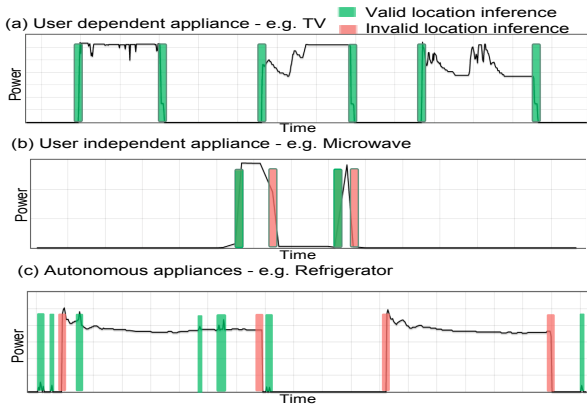 Valid location inference
(a) User dependent appliance - e.g. TV
Invalid location inference
Power
Time
(b) User independent appliance - e.g. Microwave
Power
Time
(c) Autonomous appliances - e.g. Refrigerator
Power
Time